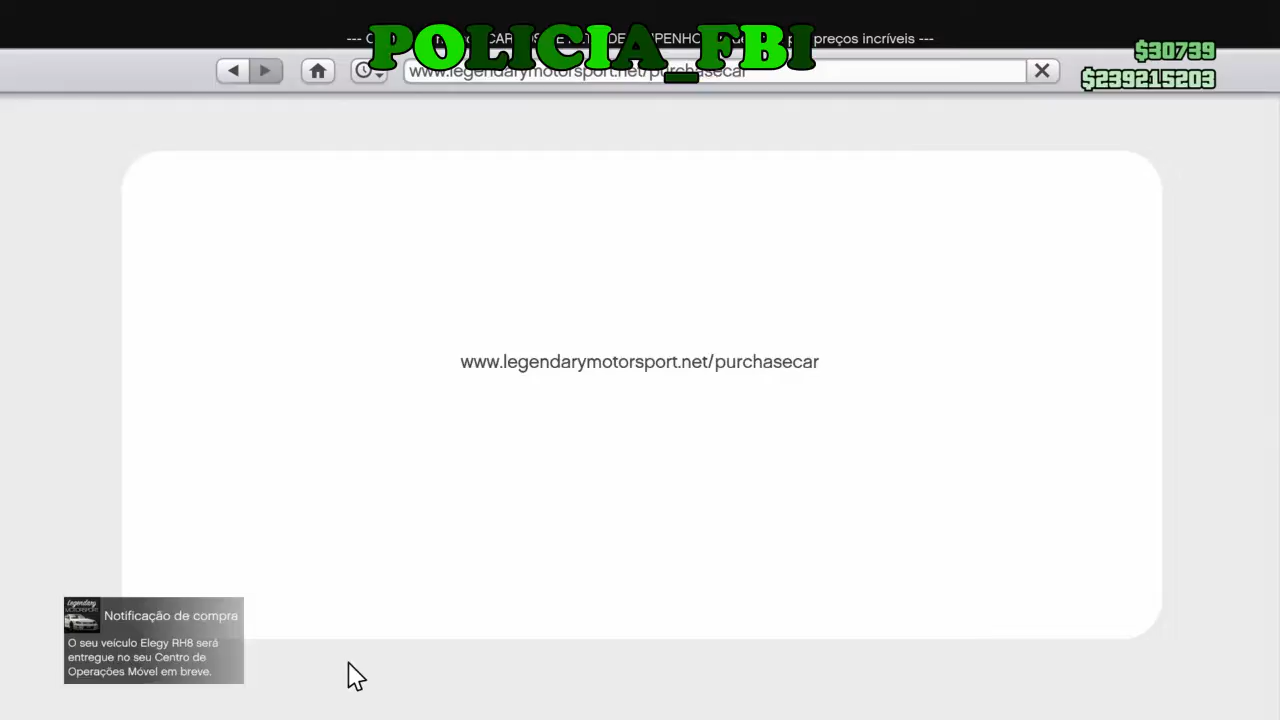 POLICIA_FBI
preços incríveis ---
$30739
www.legendarymotorsport.net/purchasecar
$239215203
www.legendarymotorsport.net/purchasecar
Legendary
MOTORSPORT
Notificação de compra
O seu veículo Elegy RH8 será
entregue no seu Centro de
Operações Móvel em breve.